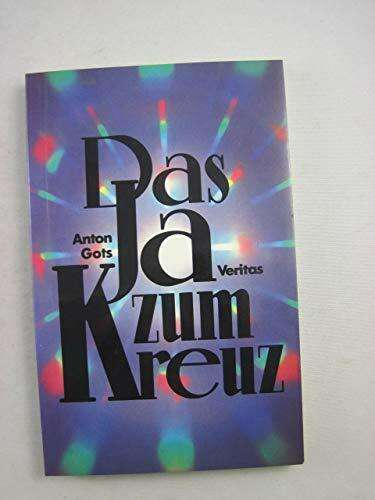 Das
Ja
Anton
Gots
Veritas
zum
Kreuz